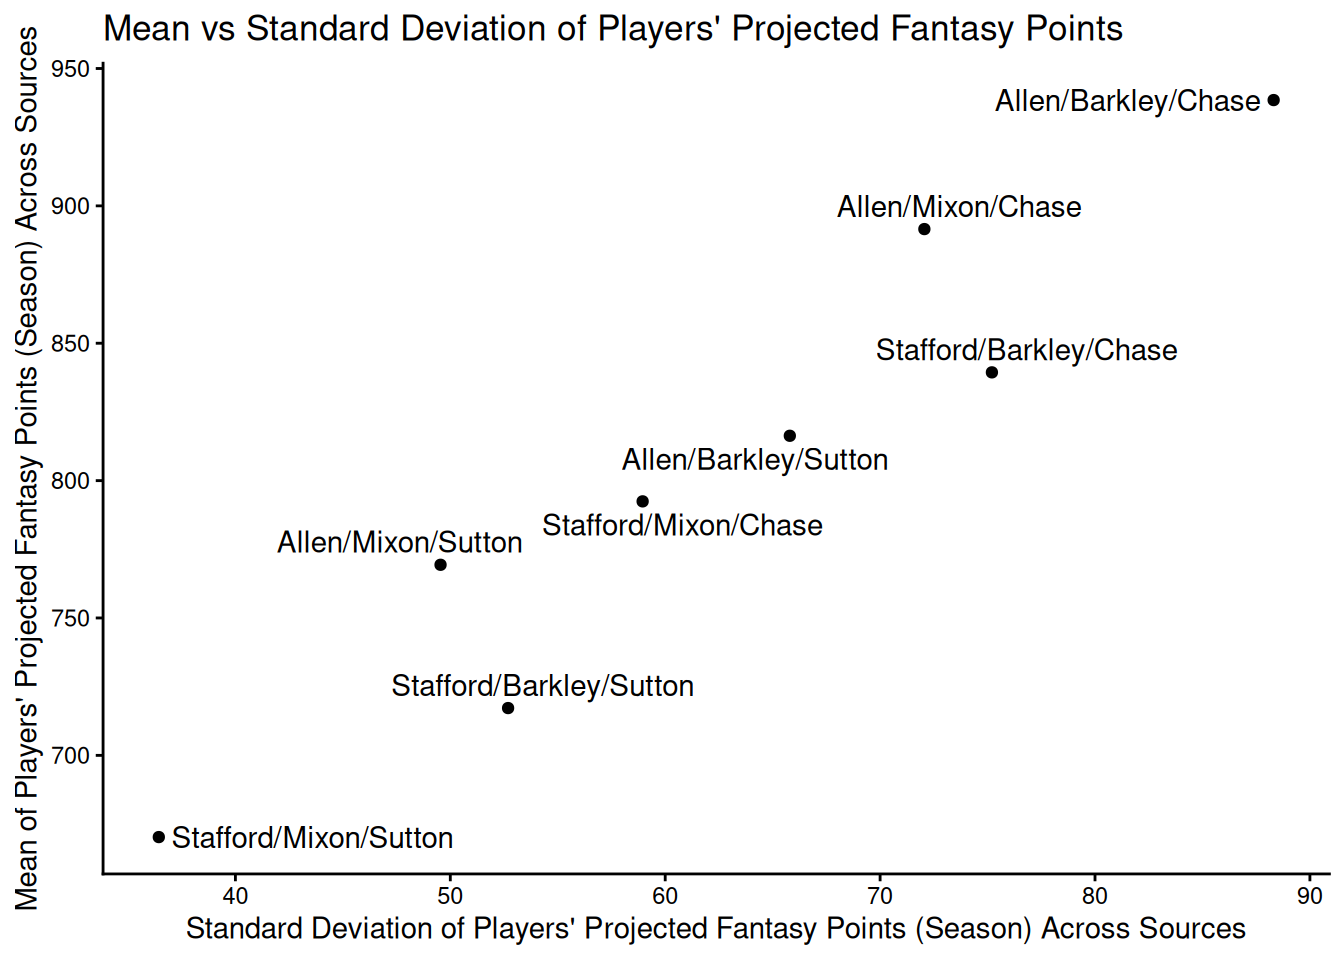 Mean vs Standard Deviation of Players' Projected Fantasy Points
Mean of Players' Projected Fantasy Points (Season) Across Sources
950
900
850
800
750
700
Allen/Barkley/Chase
Allen/Mixon/Chase
Stafford/Barkley/Chase
Allen/Barkley/Sutton
Stafford/Mixon/Chase
Allen/Mixon/Sutton
Stafford/Barkley/Sutton
Stafford/Mixon/Sutton
40 50 60 70 80 90
Standard Deviation of Players' Projected Fantasy Points (Season) Across Sources